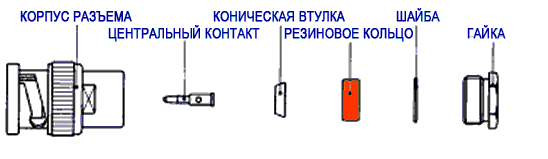 КОРПУС РАЗЪЕМА КОНИЧЕСКАЯ ВТУЛКА ШАЙБА
ЦЕНТРАЛЬНЫЙ КОНТАКТ РЕЗИНОВОЕ КОЛЬЦО ГАЙКА